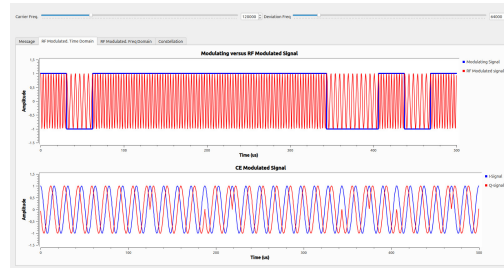 Carrier Freq. 120000 Deviation Freq 64000
Message RF Modulated. Time Domain RF Modulated. Freq.Domain Constellation
Modulating versus RF Modulated Signal
1,5
1
0,5
0
-0,5
-1
-1,5
Amplitude
0 100 200 300 400 500
Time (us)
Modulating Signal
RF Modulated signal
CE Modulated Signal
1,5
1
0,5
0
-0,5
-1
-1,5
Amplitude
0 100 200 300 400 500
Time (us)
I-Signal
Q-signal